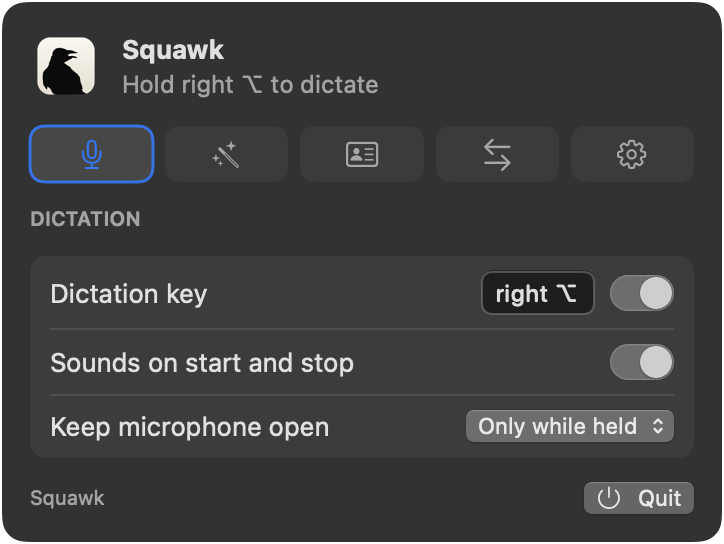 Squawk
Hold right ⌥ to dictate
DICTATION
Dictation key
right ⌥
Sounds on start and stop
Keep microphone open
Only while held
Squawk
Quit